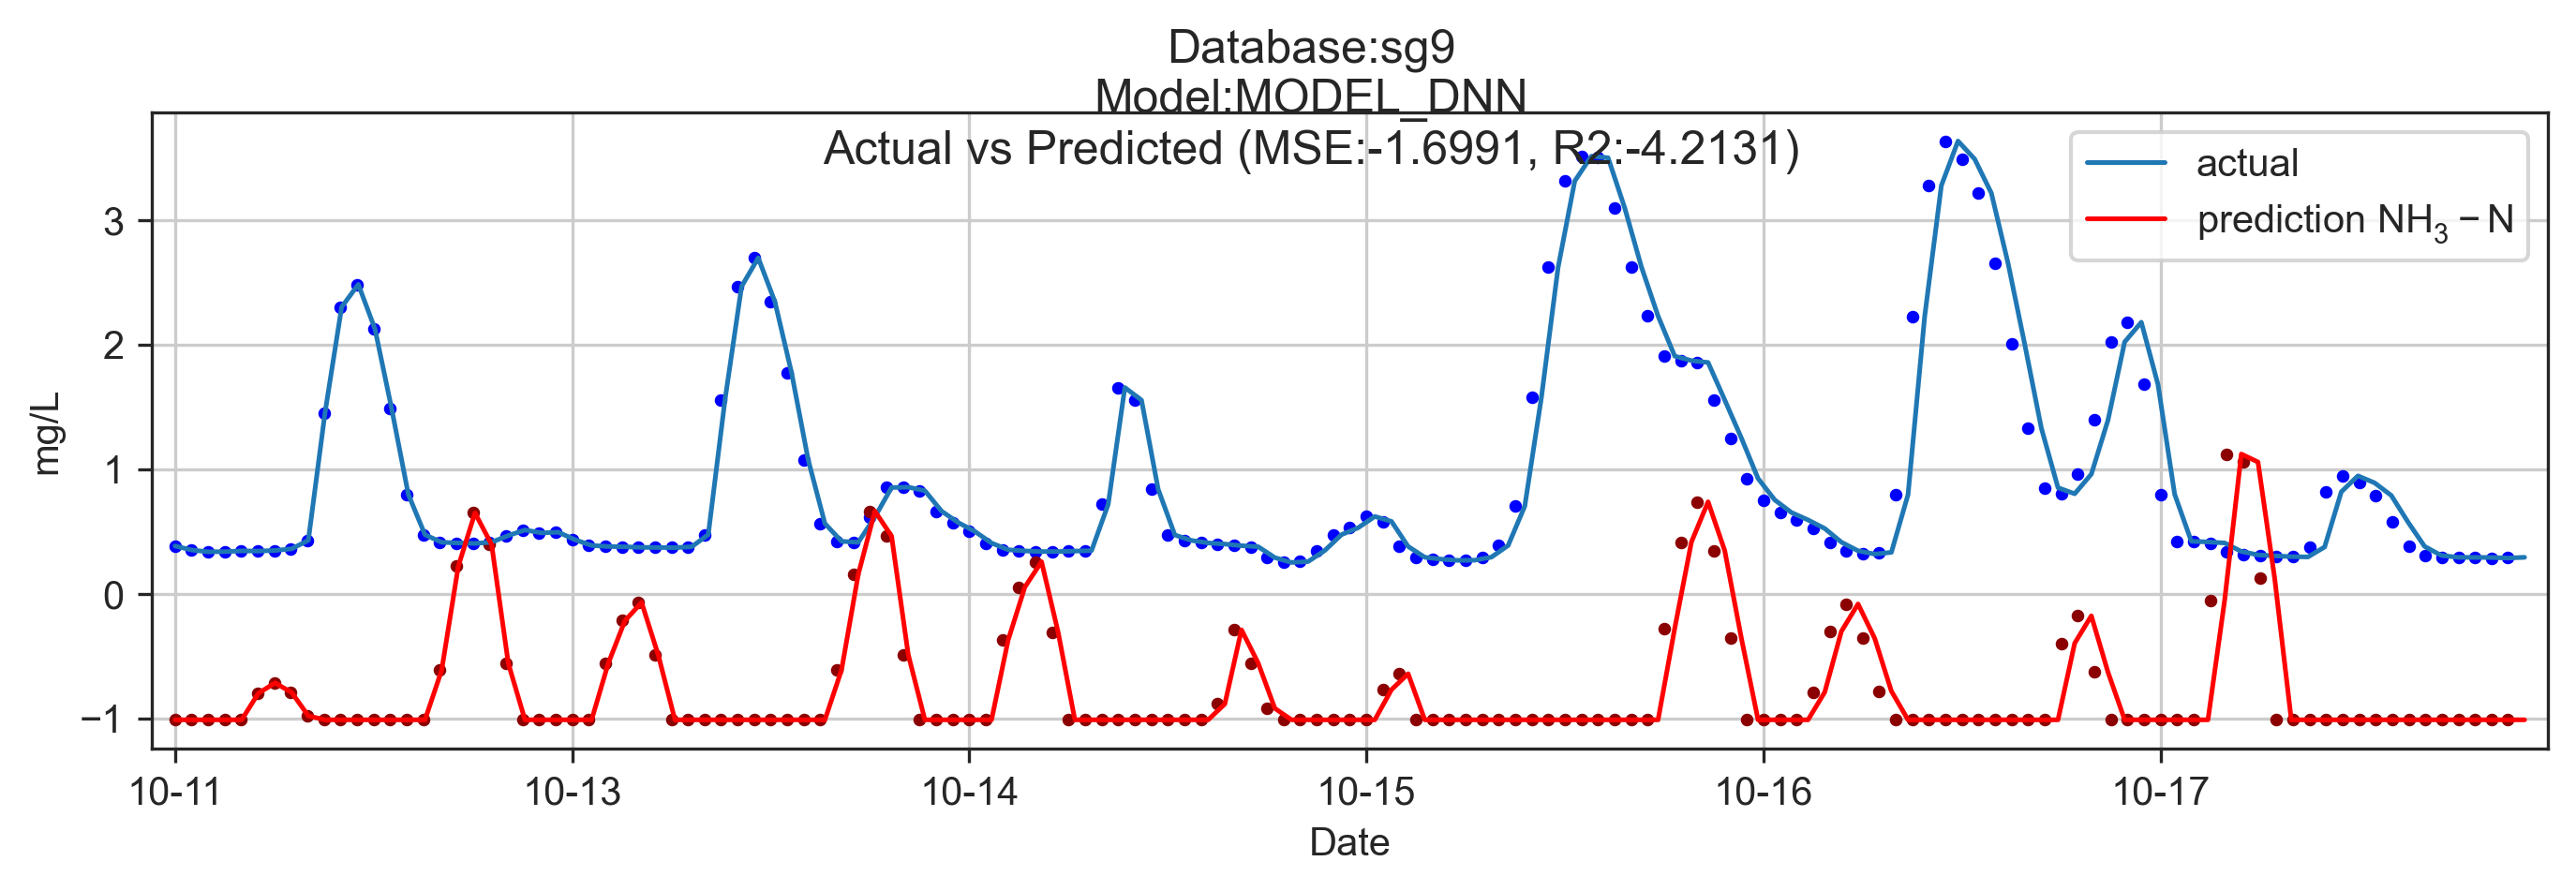 Database:sg9
Model:MODEL_DNN
Actual vs Predicted (MSE:-1.6991, R2:-4.2131)
actual
prediction NH₃ − N
mg/L
3
2
1
0
−1
10-11 10-13 10-14 10-15 10-16 10-17
Date